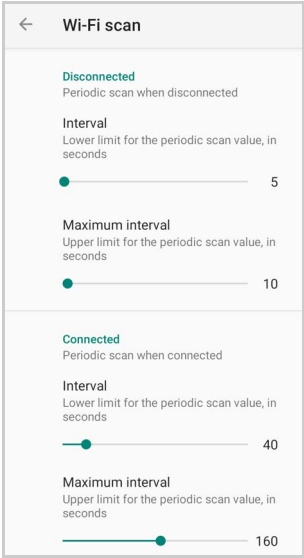 Wi-Fi scan
Disconnected
Periodic scan when disconnected
Interval
Lower limit for the periodic scan value, in
seconds
5
Maximum interval
Upper limit for the periodic scan value, in
seconds
10
Connected
Periodic scan when connected
Interval
Lower limit for the periodic scan value, in
seconds
40
Maximum interval
Upper limit for the periodic scan value, in
seconds
160